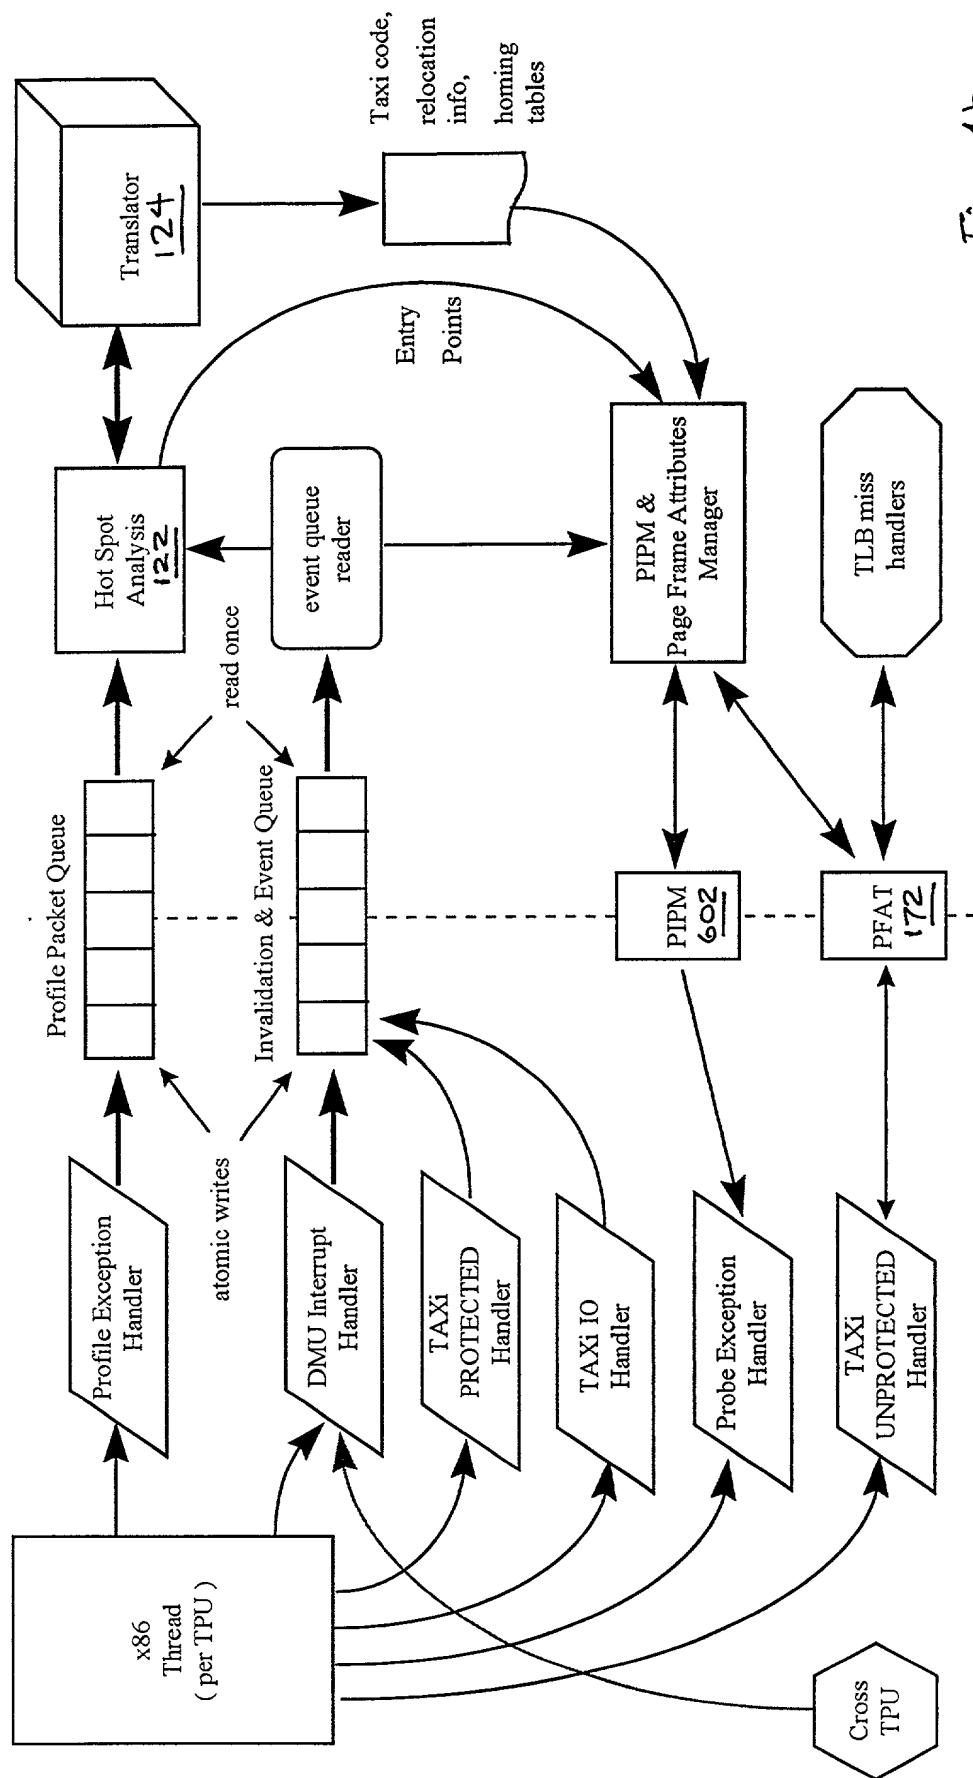 x86
Thread
( per TPU )
Cross
TPU
Profile Exception
Handler
DMU Interrupt
Handler
TAXi
PROTECTED
Handler
TAXi IO
Handler
Probe Exception
Handler
TAXi
UNPROTECTED
Handler
atomic writes
Profile Packet Queue
Invalidation & Event Queue
PIPM
602
PFAT
172
read once
Hot Spot
Analysis
122
event queue
reader
PIPM &
Page Frame Attributes
Manager
TLB miss
handlers
Entry
Points
Translator
124
Taxi code,
relocation
info,
homing
tables